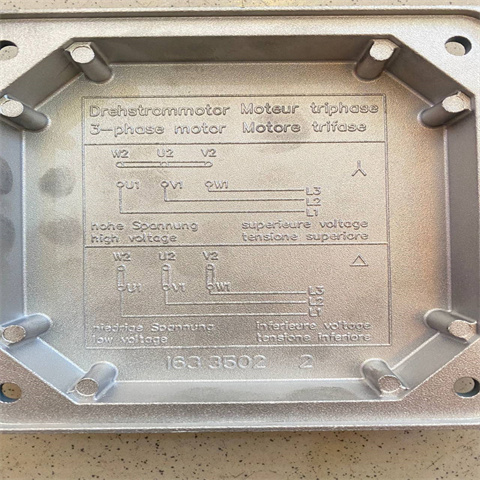 Drehstrommotor Moteur triphase
3-phase motor Motore trifase
W2 U2 V2
U1 V1 W1
L3
L2
L1
hohe Spannung superieure voltage
high voltage tensione superiore
W2 U2 V2
U1 V1 W1
L3
L2
L1
niedrige Spannung inferieure voltage
low voltage tensione inferiore
163 3502 2